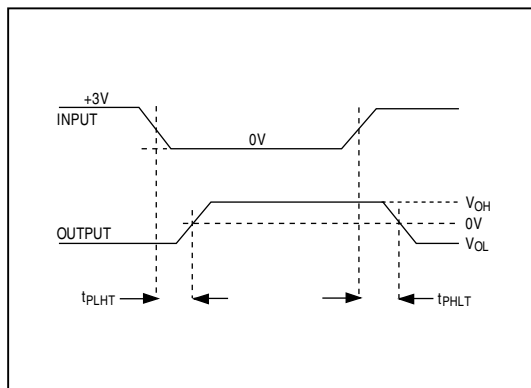 +3V
INPUT
0V
VOH
0V
OUTPUT
VOL
tPLHT
tPHLT